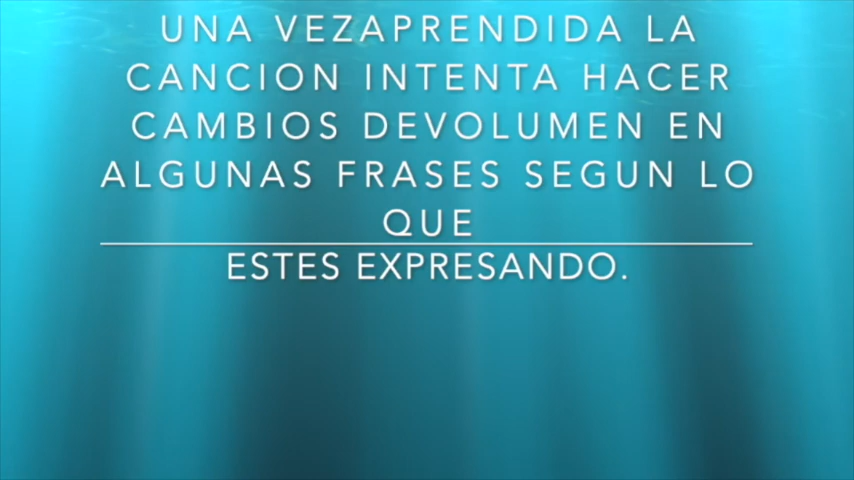 UNA VEZAPRENDIDA LA
CANCION INTENTA HACER
CAMBIOS DEVOLUMEN EN
ALGUNAS FRASES SEGUN LO
QUE
ESTES EXPRESANDO.